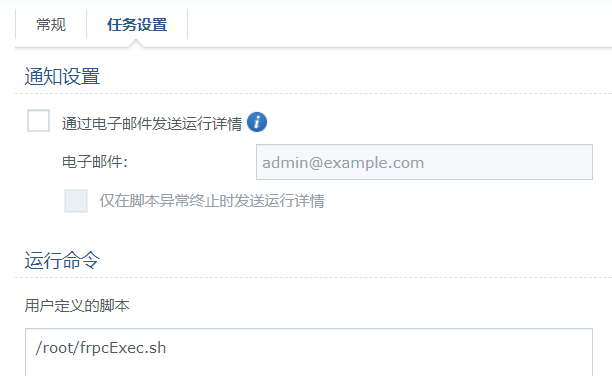 常规 任务设置
通知设置
通过电子邮件发送运行详情
电子邮件:
admin@example.com
仅在脚本异常终止时发送运行详情
运行命令
用户定义的脚本
/root/frpcExec.sh